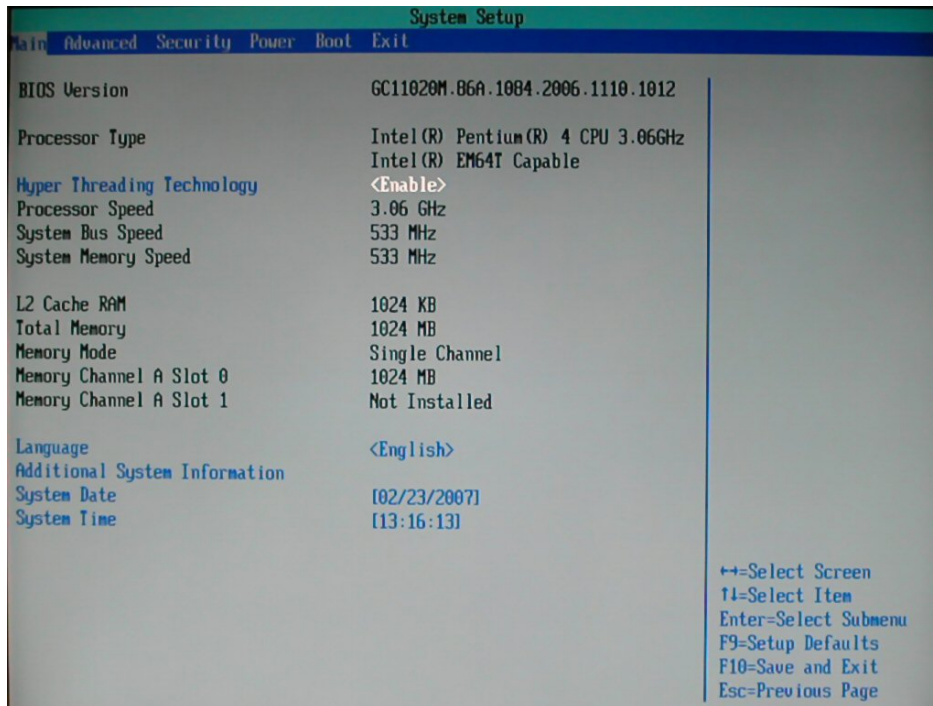 System Setup
Main Advanced Security Power Boot Exit
BIOS Version GC11020M.86A.1084.2006.1110.1012
Processor Type Intel(R) Pentium(R) 4 CPU 3.06GHz
Intel(R) EM64T Capable
Hyper Threading Technology <Enable>
Processor Speed 3.06 GHz
System Bus Speed 533 MHz
System Memory Speed 533 MHz
L2 Cache RAM 1024 KB
Total Memory 1024 MB
Memory Mode Single Channel
Memory Channel A Slot 0 1024 MB
Memory Channel A Slot 1 Not Installed
Language <English>
Additional System Information
System Date [02/23/2007]
System Time [13:16:13]
←→=Select Screen
↑↓=Select Item
Enter=Select Submenu
F9=Setup Defaults
F10=Save and Exit
Esc=Previous Page